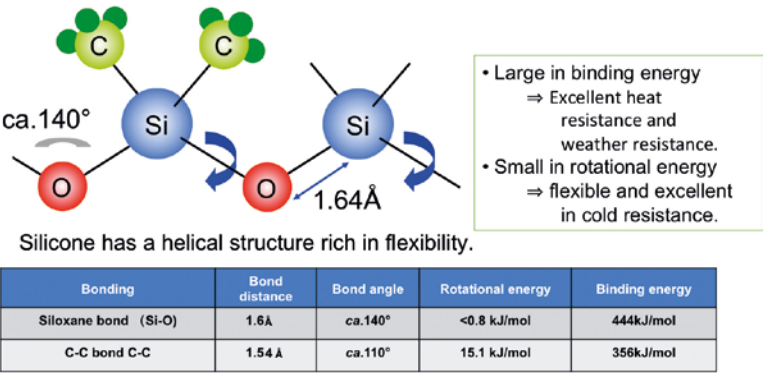 C
C
ca.140°
Si
Si
O
O
1.64Å
• Large in binding energy
⇒ Excellent heat
resistance and
weather resistance.
• Small in rotational energy
⇒ flexible and excellent
in cold resistance.
Silicone has a helical structure rich in flexibility.
Bonding Bond distance Bond angle Rotational energy Binding energy
Siloxane bond （Si-O） 1.6Å ca.140° <0.8 kJ/mol 444kJ/mol
C-C bond C-C 1.54 Å ca.110° 15.1 kJ/mol 356kJ/mol